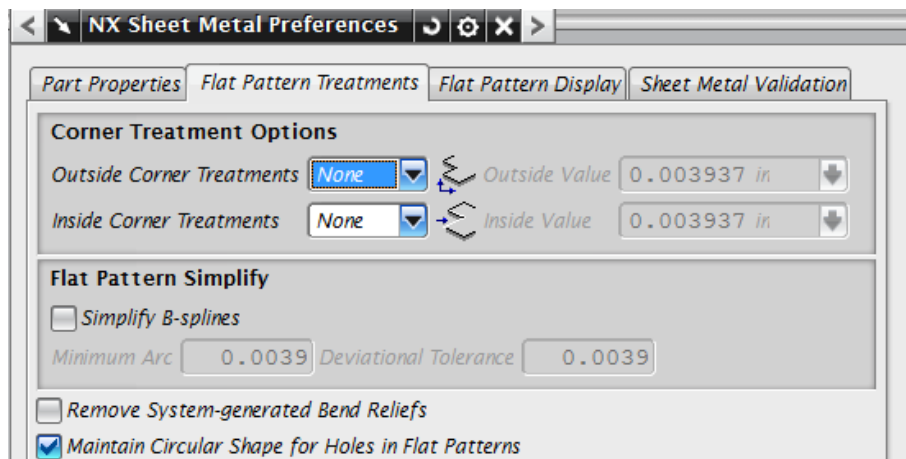 NX Sheet Metal Preferences
Part Properties Flat Pattern Treatments Flat Pattern Display Sheet Metal Validation
Corner Treatment Options
Outside Corner Treatments None Outside Value 0.003937 in
Inside Corner Treatments None Inside Value 0.003937 in
Flat Pattern Simplify
Simplify B-splines
Minimum Arc 0.0039 Deviational Tolerance 0.0039
Remove System-generated Bend Reliefs
Maintain Circular Shape for Holes in Flat Patterns